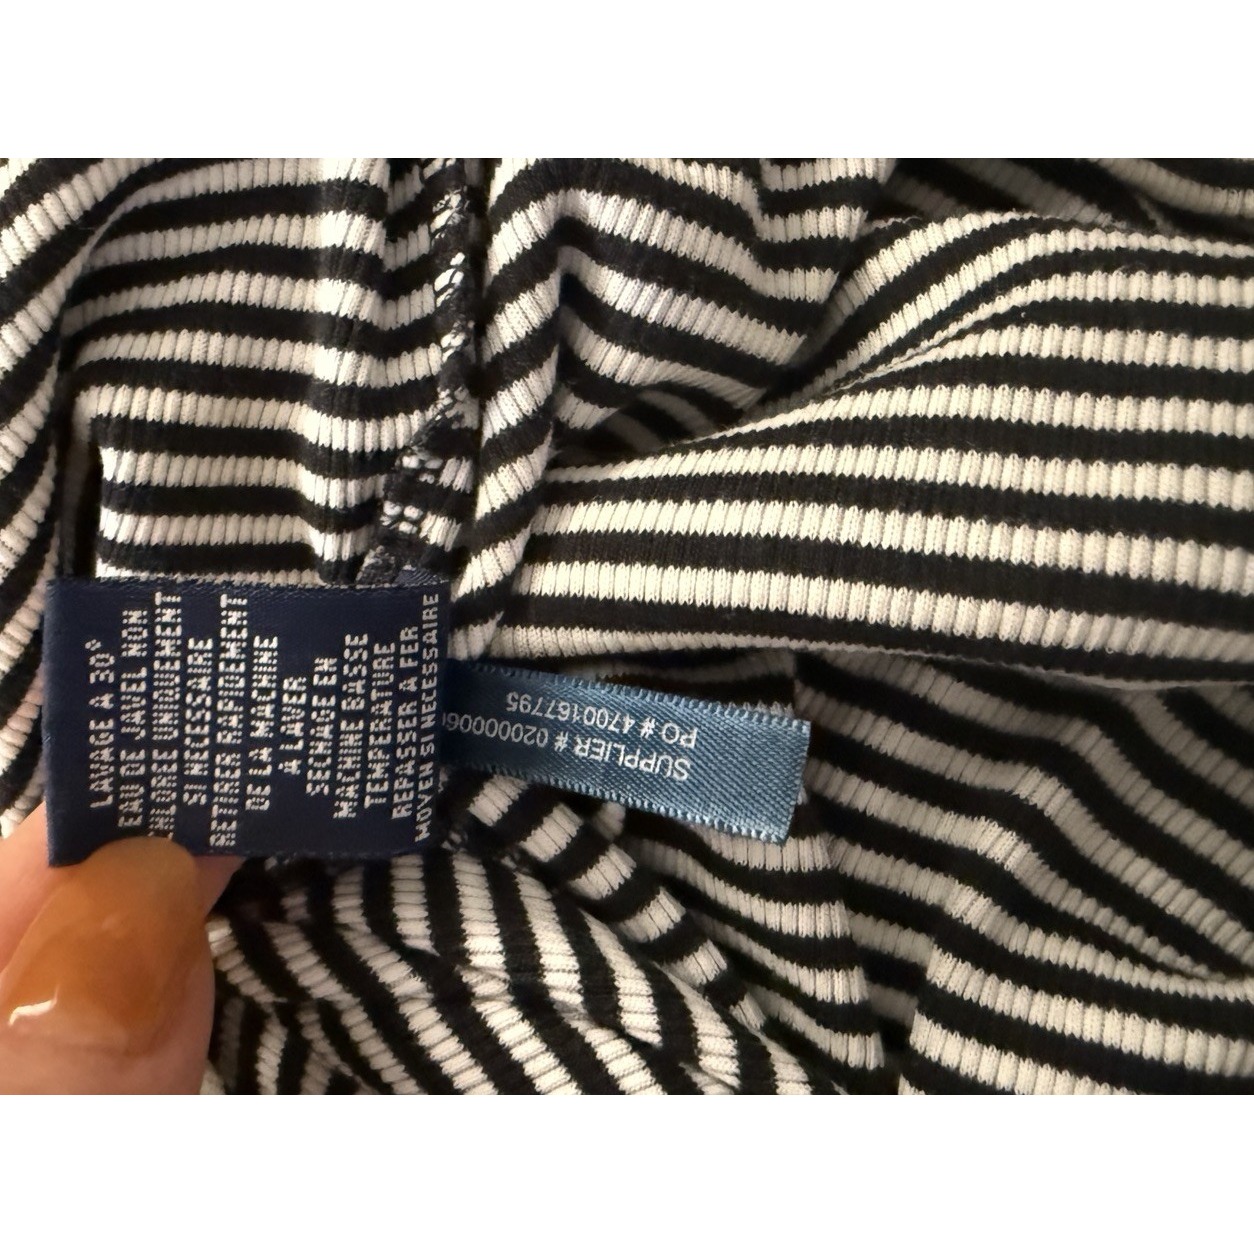 LAVAGE A 30°
EAU DE JAVEL NON
CHLORÉE UNIQUEMENT
SI NECESSAIRE
RETIRER RAPIDEMENT
DE LA MACHINE
À LAVER
SECHAGE EN
MACHINE BASSE
TEMPERATURE
REPASSER À FER
MOYEN SI NECESSAIRE
SUPPLIER # 02000006
PO # 4700167795